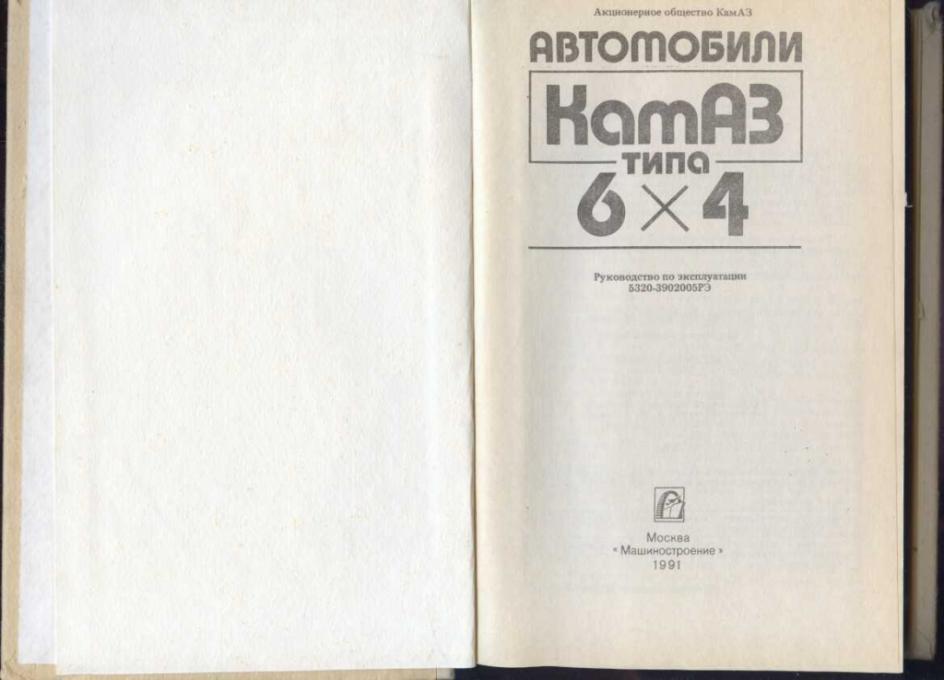 Акционерное общество КамАЗ
АВТОМОБИЛИ
КамАЗ
типа
6×4
Руководство по эксплуатации
5320-3902005РЭ
Москва
«Машиностроение»
1991